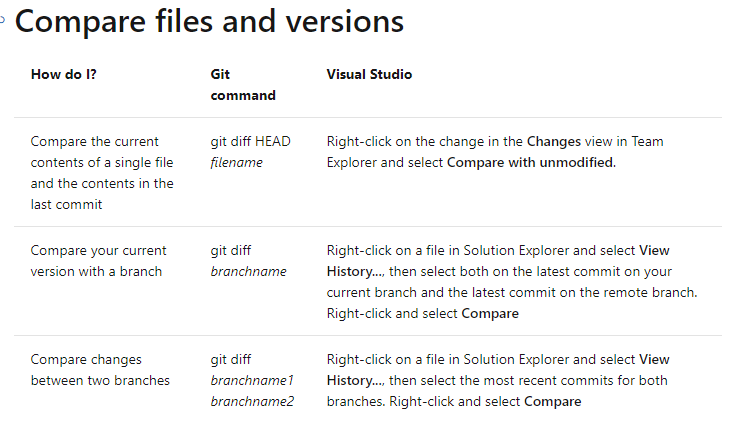 Compare files and versions
How do I?
Git
command
Visual Studio
Compare the current
contents of a single file
and the contents in the
last commit
git diff HEAD
filename
Right-click on the change in the Changes view in Team
Explorer and select Compare with unmodified.
Compare your current
version with a branch
git diff
branchname
Right-click on a file in Solution Explorer and select View
History..., then select both on the latest commit on your
current branch and the latest commit on the remote branch.
Right-click and select Compare
Compare changes
between two branches
git diff
branchname1
branchname2
Right-click on a file in Solution Explorer and select View
History..., then select the most recent commits for both
branches. Right-click and select Compare